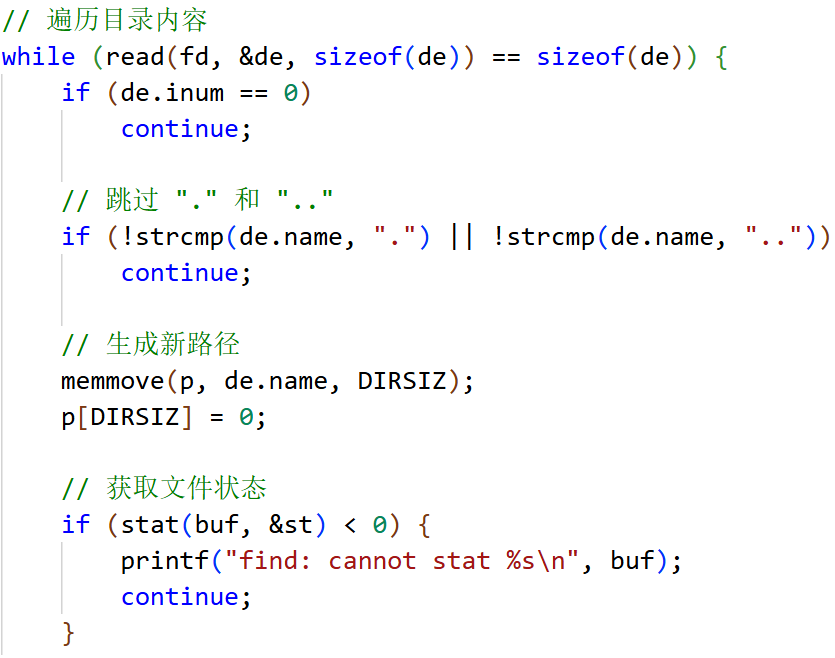 // 遍历目录内容
while (read(fd, &de, sizeof(de)) == sizeof(de)) {
    if (de.inum == 0)
        continue;

    // 跳过 "." 和 ".."
    if (!strcmp(de.name, ".") || !strcmp(de.name, ".."))
        continue;

    // 生成新路径
    memmove(p, de.name, DIRSIZ);
    p[DIRSIZ] = 0;

    // 获取文件状态
    if (stat(buf, &st) < 0) {
        printf("find: cannot stat %s\n", buf);
        continue;
    }